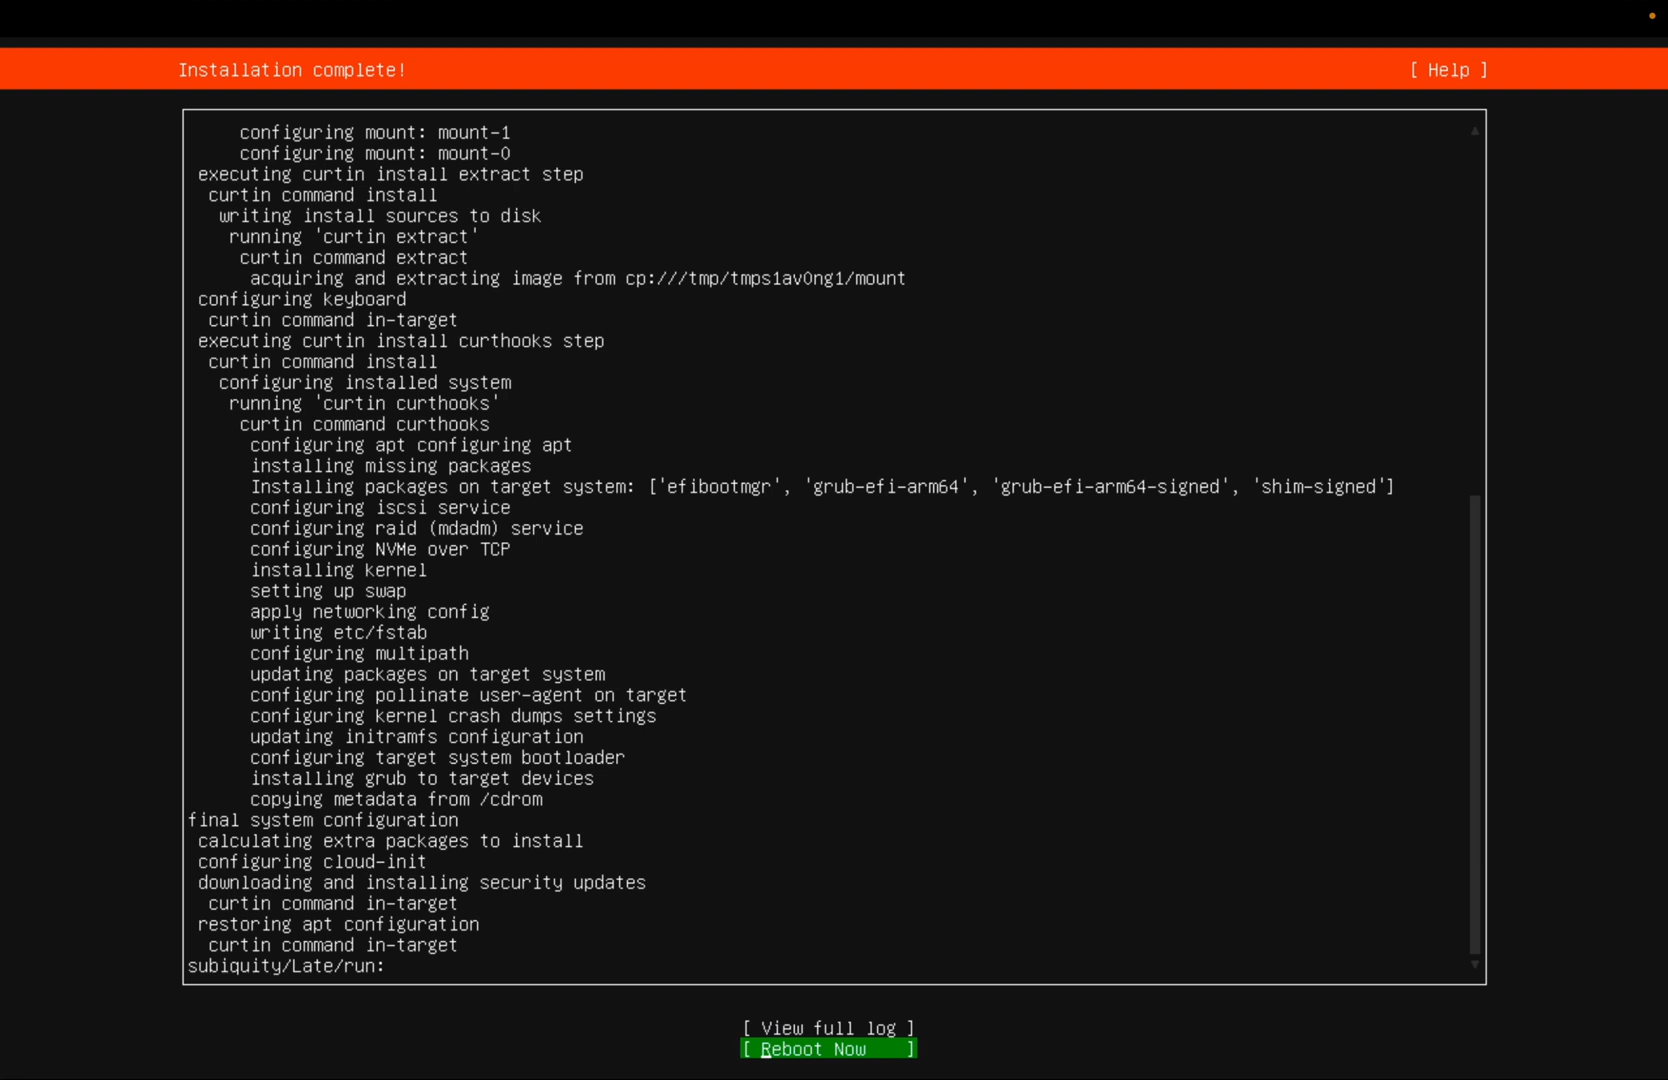 Installation complete! [ Help ]
configuring mount: mount-1
configuring mount: mount-0
executing curtin install extract step
curtin command install
writing install sources to disk
running 'curtin extract'
curtin command extract
acquiring and extracting image from cp:///tmp/tmps1av0ng1/mount
configuring keyboard
curtin command in-target
executing curtin install curthooks step
curtin command install
configuring installed system
running 'curtin curthooks'
curtin command curthooks
configuring apt configuring apt
installing missing packages
Installing packages on target system: ['efibootmgr', 'grub-efi-arm64', 'grub-efi-arm64-signed', 'shim-signed']
configuring iscsi service
configuring raid (mdadm) service
configuring NVMe over TCP
installing kernel
setting up swap
apply networking config
writing etc/fstab
configuring multipath
updating packages on target system
configuring pollinate user-agent on target
configuring kernel crash dumps settings
updating initramfs configuration
configuring target system bootloader
installing grub to target devices
copying metadata from /cdrom
final system configuration
calculating extra packages to install
configuring cloud-init
downloading and installing security updates
curtin command in-target
restoring apt configuration
curtin command in-target
subiquity/Late/run:
[ View full log ]
[ Reboot Now ]